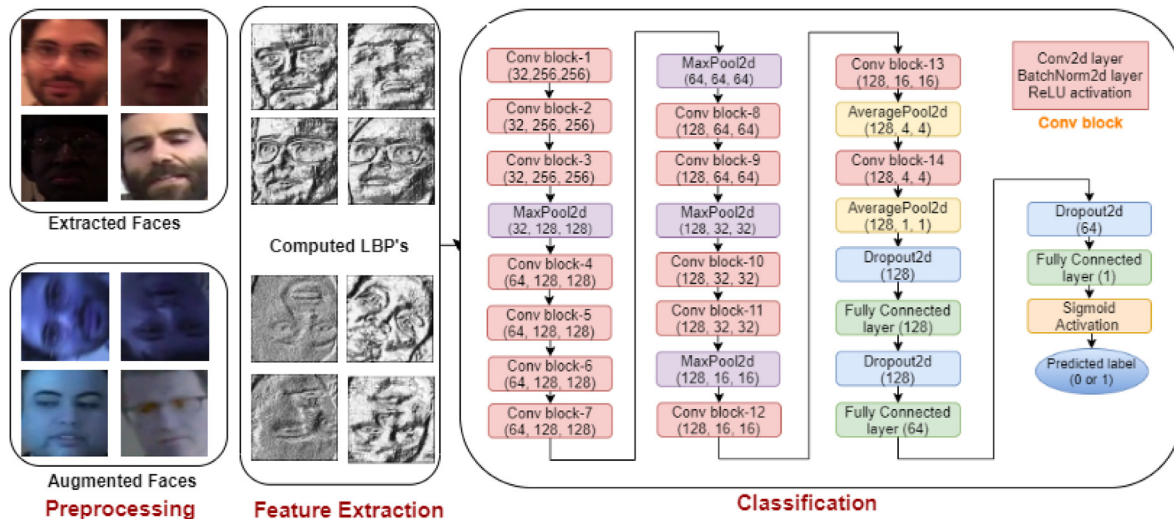 Extracted Faces
Augmented Faces
Preprocessing
Computed LBP's
Feature Extraction
Conv block-1
(32,256,256)
Conv block-2
(32, 256, 256)
Conv block-3
(32, 256, 256)
MaxPool2d
(32, 128, 128)
Conv block-4
(64, 128, 128)
Conv block-5
(64, 128, 128)
Conv block-6
(64, 128, 128)
Conv block-7
(64, 128, 128)
MaxPool2d
(64, 64, 64)
Conv block-8
(128, 64, 64)
Conv block-9
(128, 64, 64)
MaxPool2d
(128, 32, 32)
Conv block-10
(128, 32, 32)
Conv block-11
(128, 32, 32)
MaxPool2d
(128, 16, 16)
Conv block-12
(128, 16, 16)
Conv block-13
(128, 16, 16)
AveragePool2d
(128, 4, 4)
Conv block-14
(128, 4, 4)
AveragePool2d
(128, 1, 1)
Dropout2d
(128)
Fully Connected
layer (128)
Dropout2d
(128)
Fully Connected
layer (64)
Conv2d layer
BatchNorm2d layer
ReLU activation
Conv block
Dropout2d
(64)
Fully Connected
layer (1)
Sigmoid
Activation
Predicted label
(0 or 1)
Classification